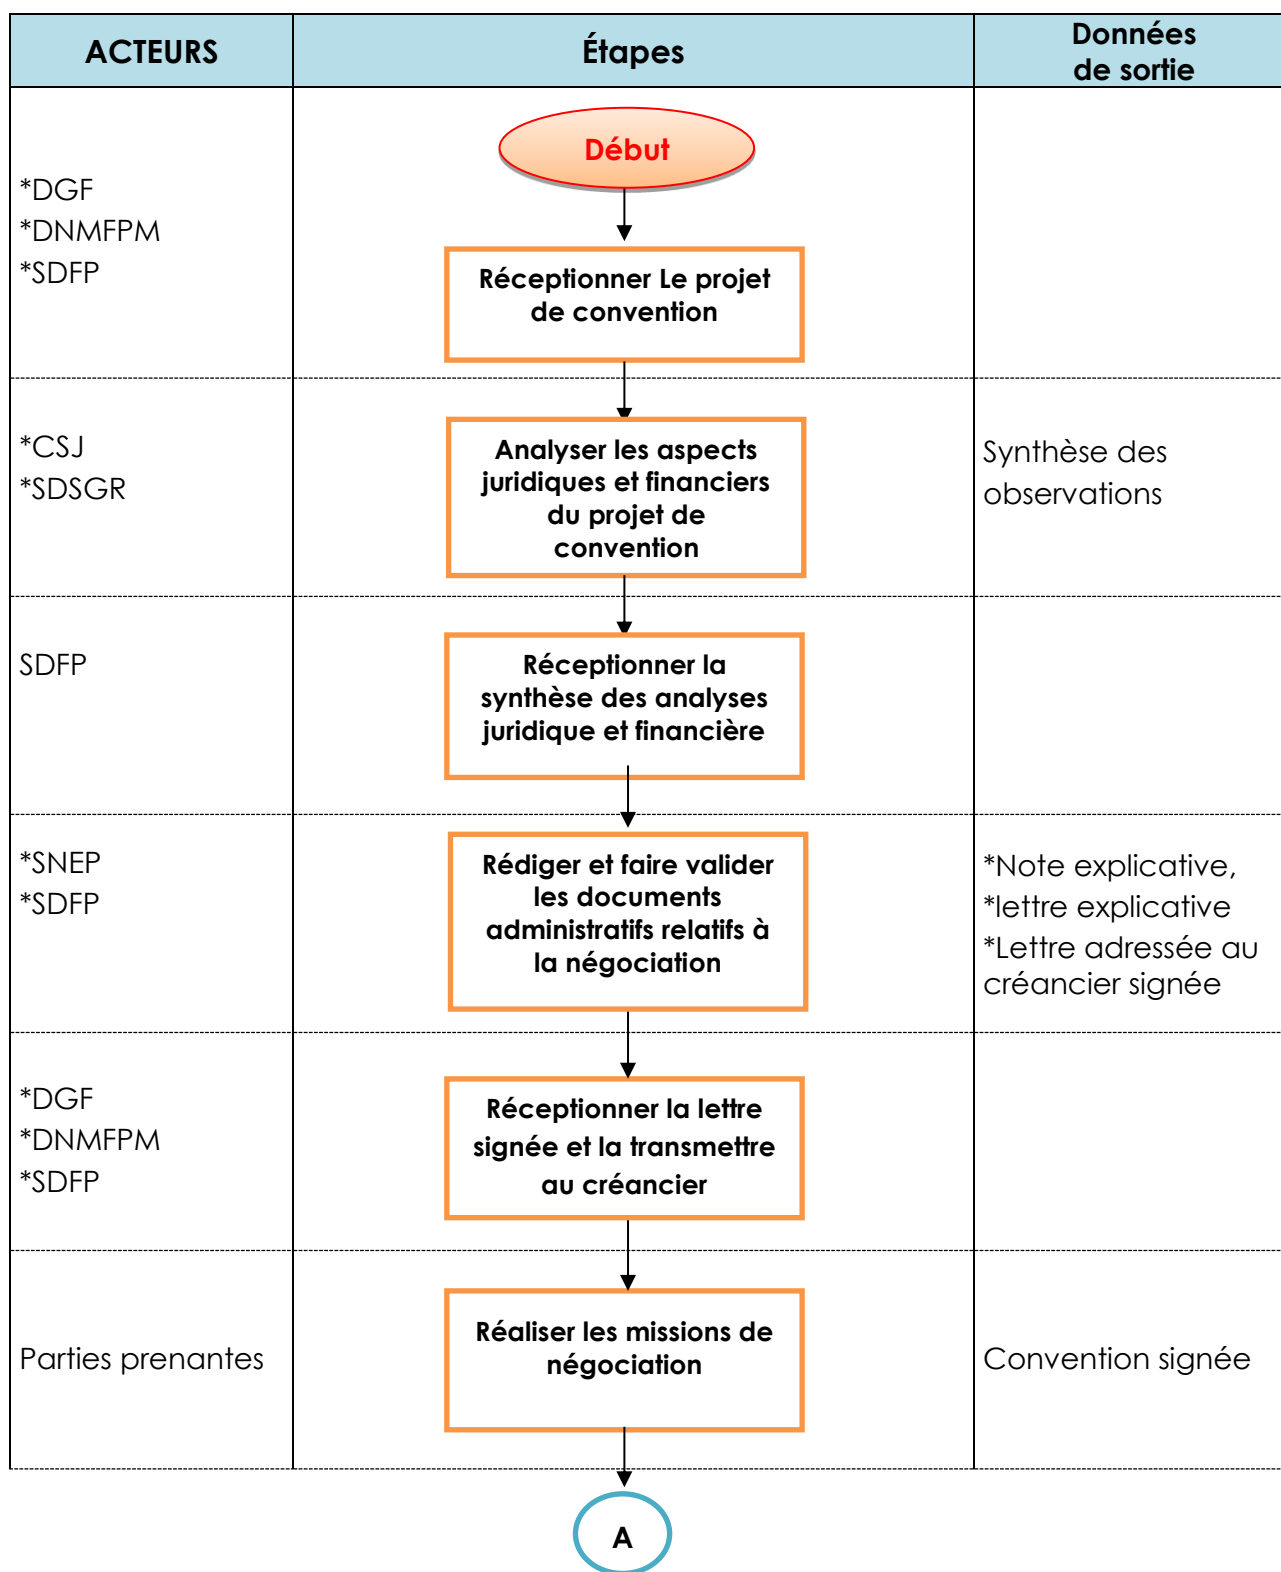 ACTEURS
Étapes
Données
de sortie
*DGF
*DNMFPM
*SDFP
Début
Réceptionner Le projet
de convention
*CSJ
*SDSGR
Analyser les aspects
juridiques et financiers
du projet de
convention
Synthèse des
observations
SDFP
Réceptionner la
synthèse des analyses
juridique et financière
*SNEP
*SDFP
Rédiger et faire valider
les documents
administratifs relatifs à
la négociation
*Note explicative,
*lettre explicative
*Lettre adressée au
créancier signée
*DGF
*DNMFPM
*SDFP
Réceptionner la lettre
signée et la transmettre
au créancier
Parties prenantes
Réaliser les missions de
négociation
Convention signée
A